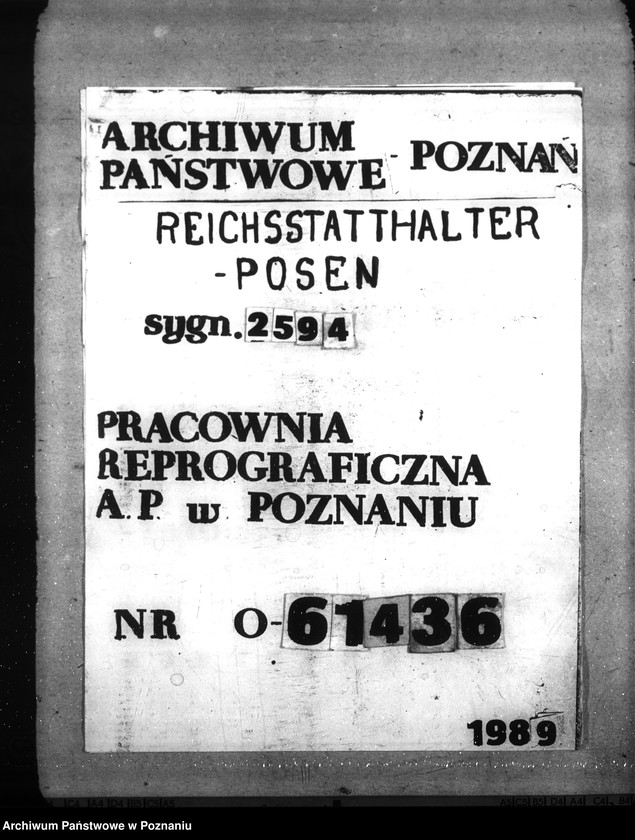 ARCHIWUM
PAŃSTWOWE - POZNAŃ
REICHSSTATTHALTER
-POSEN
sygn. 2594
PRACOWNIA
REPROGRAFICZNA
A. P. w POZNANIU
NR O-61436
1989
Archiwum Państwowe w Poznaniu